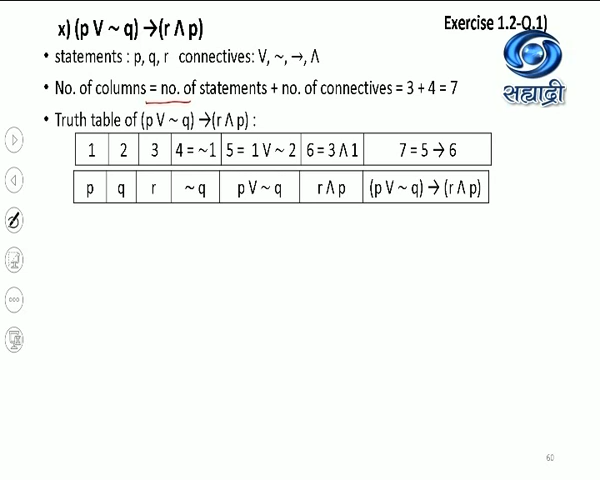 x) (p V ~ q) →(r Λ p)
Exercise 1.2-Q.1)
• statements : p, q, r connectives: V, ~, →, Λ
• No. of columns = no. of statements + no. of connectives = 3 + 4 = 7
• Truth table of (p V ~ q) →(r Λ p) :
1 2 3 4 = ~1 5 = 1 V ~ 2 6 = 3 Λ 1 7 = 5 → 6
p q r ~ q p V ~ q r Λ p (p V ~ q) → (r Λ p)
सह्याद्री
60